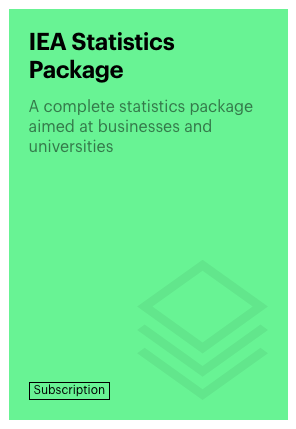 IEA Statistics
Package
A complete statistics package
aimed at businesses and
universities
Subscription